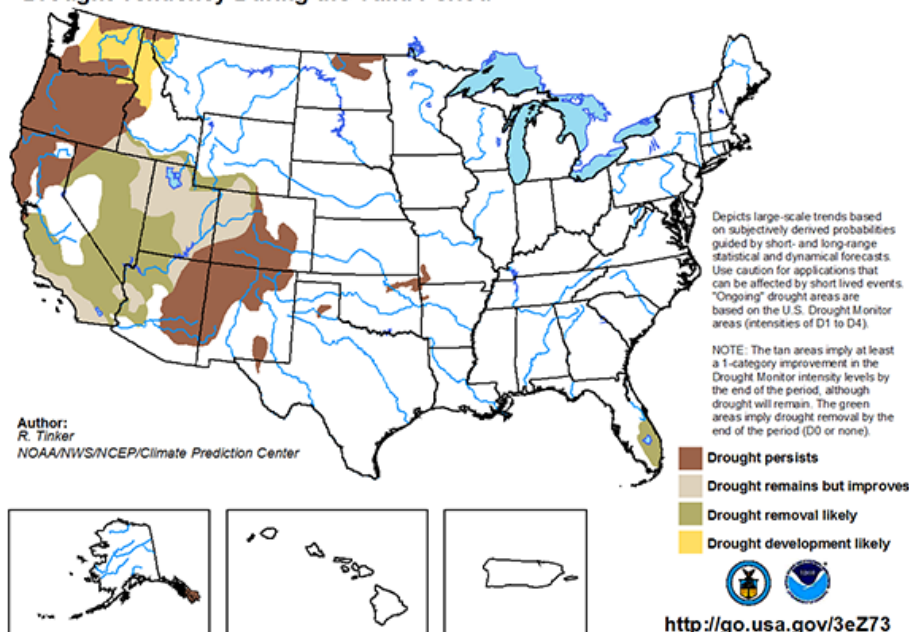 Depicts large-scale trends based
on subjectively derived probabilities
guided by short- and long-range
statistical and dynamical forecasts.
Use caution for applications that
can be affected by short lived events.
"Ongoing" drought areas are
based on the U.S. Drought Monitor
areas (intensities of D1 to D4).
NOTE: The tan areas imply at least
a 1-category improvement in the
Drought Monitor intensity levels by
the end of the period, although
drought will remain. The green
areas imply drought removal by the
end of the period (D0 or none).
Author:
R. Tinker
NOAA/NWS/NCEP/Climate Prediction Center
Drought persists
Drought remains but improves
Drought removal likely
Drought development likely
http://go.usa.gov/3eZ73